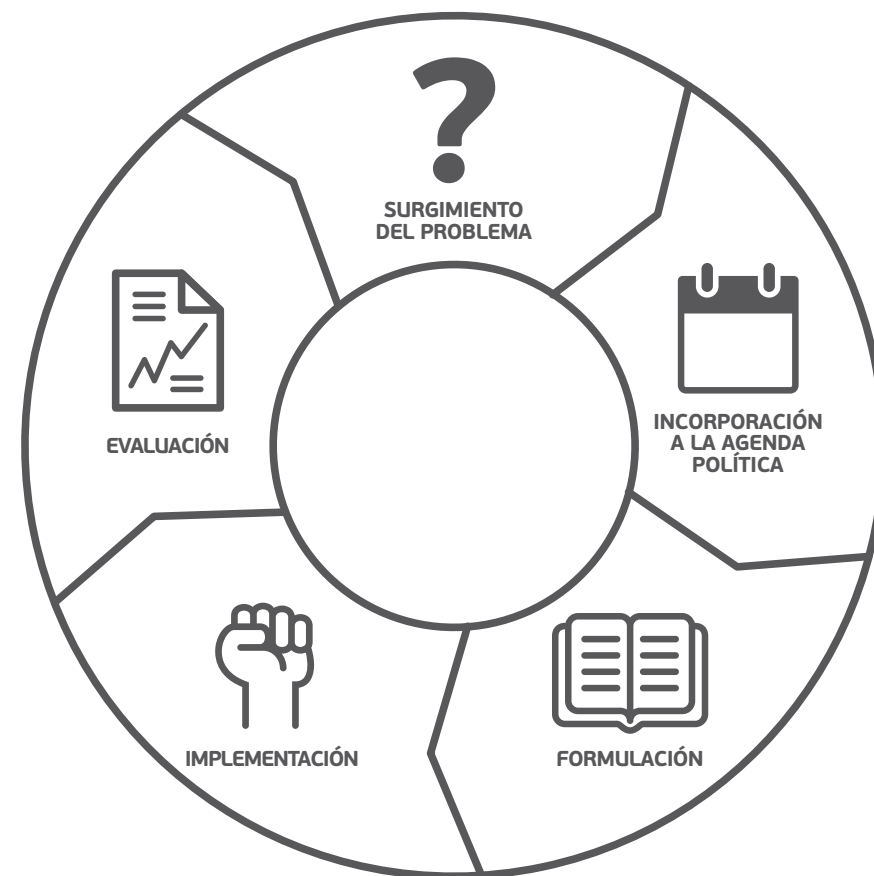 SURGIMIENTO
DEL PROBLEMA
INCORPORACIÓN
A LA AGENDA
POLÍTICA
FORMULACIÓN
IMPLEMENTACIÓN
EVALUACIÓN